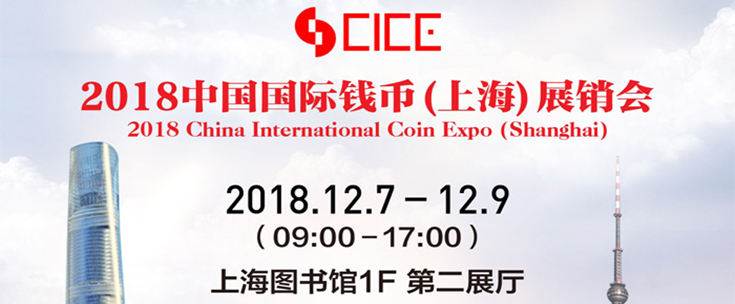 CICE
2018中国国际钱币(上海)展销会
2018 China International Coin Expo (Shanghai)
2018.12.7-12.9
(09:00-17:00)
上海图书馆1F 第二展厅